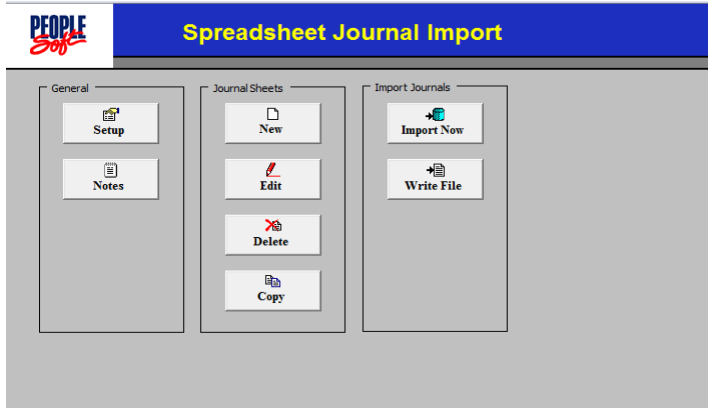 PEOPLE
Soft
Spreadsheet Journal Import
General
Setup
Notes
Journal Sheets
New
Edit
Delete
Copy
Import Journals
Import Now
Write File